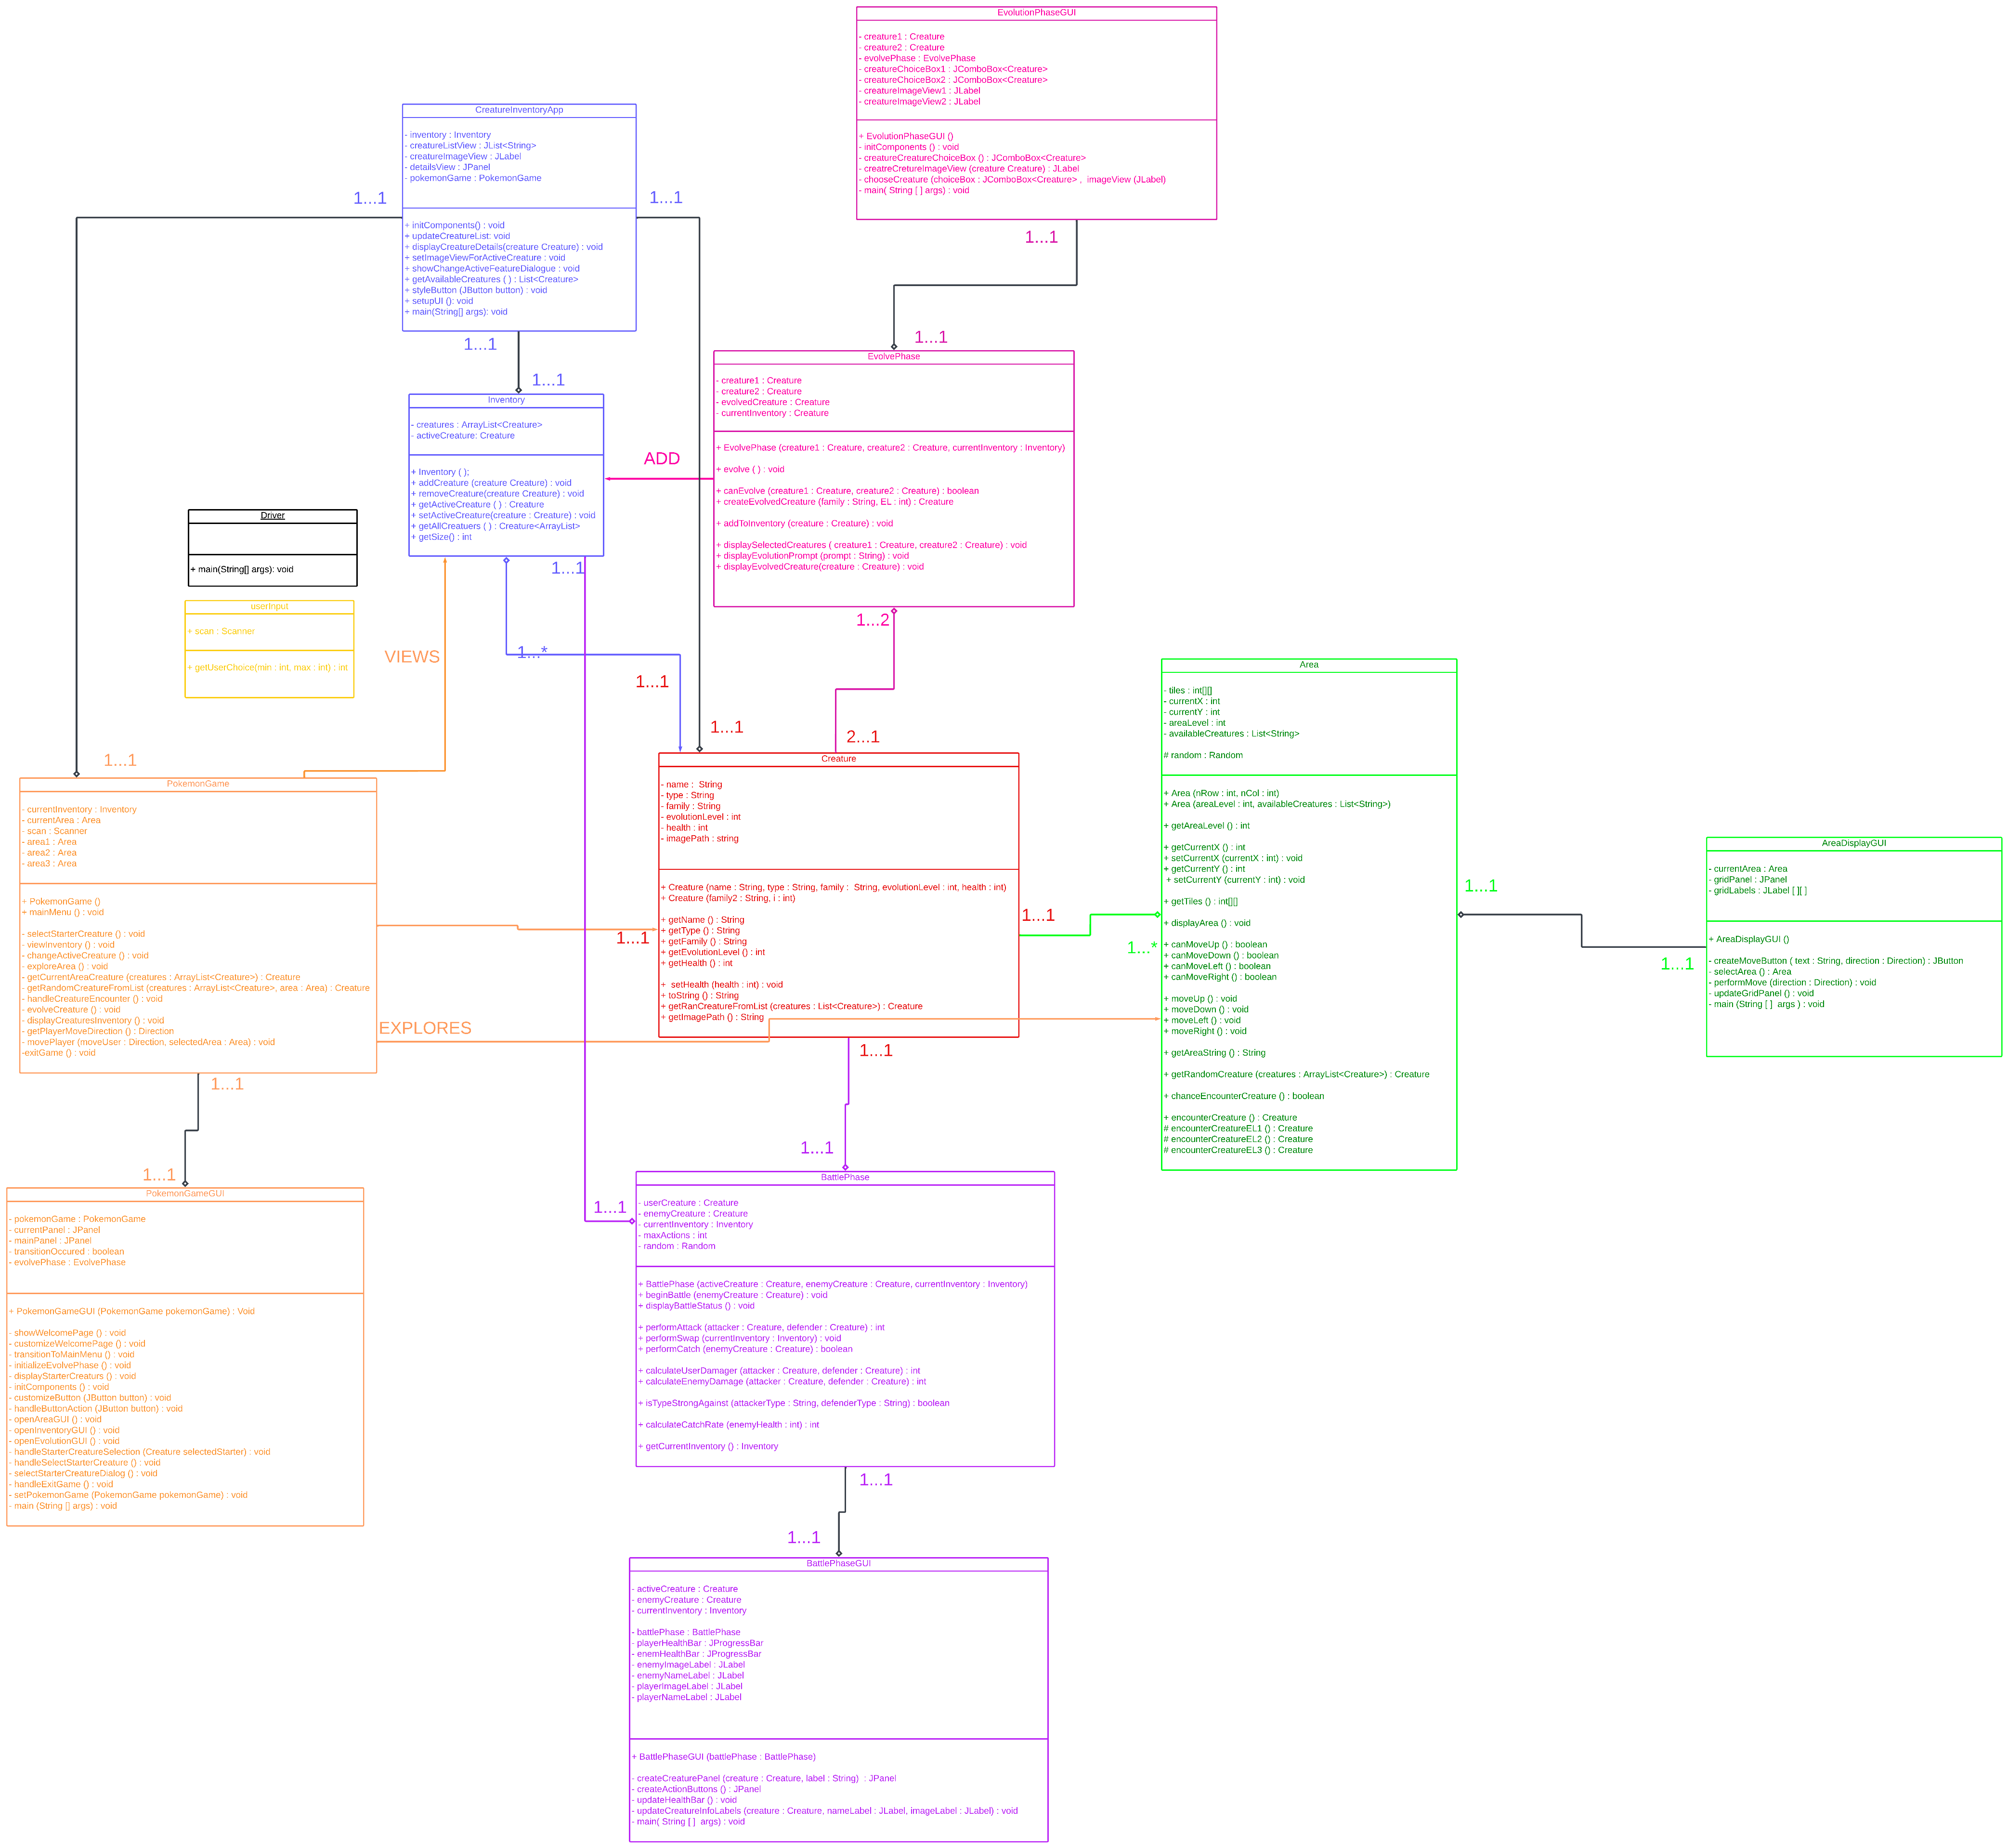 EvolutionPhaseGUI
- creature1 : Creature
- creature2 : Creature
- evolvePhase : EvolvePhase
- creatureChoiceBox1 : JComboBox<Creature>
- creatureChoiceBox2 : JComboBox<Creature>
- creatureImageView1 : JLabel
- creatureImageView2 : JLabel
+ EvolutionPhaseGUI ()
- initComponents () : void
- creatureCreatureChoiceBox () : JComboBox<Creature>
- creatreCretureImageView (creature Creature) : JLabel
- chooseCreature (choiceBox : JComboBox<Creature> ,  imageView (JLabel)
- main( String [ ] args) : void
1...1
1...1
CreatureInventoryApp
- inventory : Inventory
- creatureListView : JList<String>
- creatureImageView : JLabel
- detailsView : JPanel
- pokemonGame : PokemonGame
+ initComponents() : void
+ updateCreatureList: void
+ displayCreatureDetails(creature Creature) : void
+ setImageViewForActiveCreature : void
+ showChangeActiveFeatureDialogue : void
+ getAvailableCreatures ( ) : List<Creature>
+ styleButton (JButton button) : void
+ setupUI (): void
+ main(String[] args): void
1...1
1...1
1...1
1...1
Inventory
- creatures : ArrayList<Creature>
- activeCreature: Creature
+ Inventory ( );
+ addCreature (creature Creature) : void
+ removeCreature(creature Creature) : void
+ getActiveCreature ( ) : Creature
+ setActiveCreature(creature : Creature) : void
+ getAllCreatuers ( ) : Creature<ArrayList>
+ getSize() : int
1...1
1...*
ADD
EvolvePhase
- creature1 : Creature
- creature2 : Creature
- evolvedCreature : Creature
- currentInventory : Creature
+ EvolvePhase (creature1 : Creature, creature2 : Creature, currentInventory : Inventory)
+ evolve ( ) : void
+ canEvolve (creature1 : Creature, creature2 : Creature) : boolean
+ createEvolvedCreature (family : String, EL : int) : Creature
+ addToInventory (creature : Creature) : void
+ displaySelectedCreatures ( creature1 : Creature, creature2 : Creature) : void
+ displayEvolutionPrompt (prompt : String) : void
+ displayEvolvedCreature(creature : Creature) : void
1...2
Driver
+ main(String[] args): void
userInput
+ scan : Scanner
+ getUserChoice(min : int, max : int) : int
VIEWS
1...1
1...1
2...1
1...1
PokemonGame
- currentInventory : Inventory
- currentArea : Area
- scan : Scanner
- area1 : Area
- area2 : Area
- area3 : Area
+ PokemonGame ()
+ mainMenu () : void
- selectStarterCreature () : void
- viewInventory () : void
- changeActiveCreature () : void
- exploreArea () : void
- getCurrentAreaCreature (creatures : ArrayList<Creature>) : Creature
- getRandomCreatureFromList (creatures : ArrayList<Creature>, area : Area) : Creature
- handleCreatureEncounter () : void
- evolveCreature () : void
- displayCreaturesInventory () : void
- getPlayerMoveDirection () : Direction
- movePlayer (moveUser : Direction, selectedArea : Area) : void
-exitGame () : void
1...1
EXPLORES
Creature
- name :  String
- type : String
- family : String
- evolutionLevel : int
- health : int
- imagePath : string
+ Creature (name : String, type : String, family :  String, evolutionLevel : int, health : int)
+ Creature (family2 : String, i : int)
+ getName () : String
+ getType () : String
+ getFamily () : String
+ getEvolutionLevel () : int
+ getHealth () : int
+  setHealth (health : int) : void
+ toString () : String
+ getRanCreatureFromList (creatures : List<Creature>) : Creature
+ getImagePath () : String
1...1
1...1
1...1
1...*
Area
- tiles : int[][]
- currentX : int
- currentY : int
- areaLevel : int
- availableCreatures : List<String>
# random : Random
+ Area (nRow : int, nCol : int)
+ Area (areaLevel : int, availableCreatures : List<String>)
+ getAreaLevel () : int
+ getCurrentX () : int
+ setCurrentX (currentX : int) : void
+ getCurrentY () : int
+ setCurrentY (currentY : int) : void
+ getTiles () : int[][]
+ displayArea () : void
+ canMoveUp () : boolean
+ canMoveDown () : boolean
+ canMoveLeft () : boolean
+ canMoveRight () : boolean
+ moveUp () : void
+ moveDown () : void
+ moveLeft () : void
+ moveRight () : void
+ getAreaString () : String
+ getRandomCreature (creatures : ArrayList<Creature>) : Creature
+ chanceEncounterCreature () : boolean
+ encounterCreature () : Creature
# encounterCreatureEL1 () : Creature
# encounterCreatureEL2 () : Creature
# encounterCreatureEL3 () : Creature
1...1
1...1
AreaDisplayGUI
- currentArea : Area
- gridPanel : JPanel
- gridLabels : JLabel [ ][ ]
+ AreaDisplayGUI ()
- createMoveButton ( text : String, direction : Direction) : JButton
- selectArea () : Area
- performMove (direction : Direction) : void
- updateGridPanel () : void
- main (String [ ]  args ) : void
1...1
PokemonGameGUI
- pokemonGame : PokemonGame
- currentPanel : JPanel
- mainPanel : JPanel
- transitionOccured : boolean
- evolvePhase : EvolvePhase
+ PokemonGameGUI (PokemonGame pokemonGame) : Void
- showWelcomePage () : void
- customizeWelcomePage () : void
- transitionToMainMenu () : void
- initializeEvolvePhase () : void
- displayStarterCreaturs () : void
- initComponents () : void
- customizeButton (JButton button) : void
- handleButtonAction (JButton button) : void
- openAreaGUI () : void
- openInventoryGUI () : void
- openEvolutionGUI () : void
- handleStarterCreatureSelection (Creature selectedStarter) : void
- handleSelectStarterCreature () : void
- selectStarterCreatureDialog () : void
- handleExitGame () : void
- setPokemonGame (PokemonGame pokemonGame) : void
- main (String [] args) : void
1...1
1...1
BattlePhase
- userCreature : Creature
- enemyCreature : Creature
- currentInventory : Inventory
- maxActions : int
- random : Random
+ BattlePhase (activeCreature : Creature, enemyCreature : Creature, currentInventory : Inventory)
+ beginBattle (enemyCreature : Creature) : void
+ displayBattleStatus () : void
+ performAttack (attacker : Creature, defender : Creature) : int
+ performSwap (currentInventory : Inventory) : void
+ performCatch (enemyCreature : Creature) : boolean
+ calculateUserDamager (attacker : Creature, defender : Creature) : int
+ calculateEnemyDamage (attacker : Creature, defender : Creature) : int
+ isTypeStrongAgainst (attackerType : String, defenderType : String) : boolean
+ calculateCatchRate (enemyHealth : int) : int
+ getCurrentInventory () : Inventory
1...1
1...1
BattlePhaseGUI
- activeCreature : Creature
- enemyCreature : Creature
- currentInventory : Inventory
- battlePhase : BattlePhase
- playerHealthBar : JProgressBar
- enemHealthBar : JProgressBar
- enemyImageLabel : JLabel
- enemyNameLabel : JLabel
- playerImageLabel : JLabel
- playerNameLabel : JLabel
+ BattlePhaseGUI (battlePhase : BattlePhase)
- createCreaturePanel (creature : Creature, label : String)  : JPanel
- createActionButtons () : JPanel
- updateHealthBar () : void
- updateCreatureInfoLabels (creature : Creature, nameLabel : JLabel, imageLabel : JLabel) : void
- main( String [ ]  args) : void